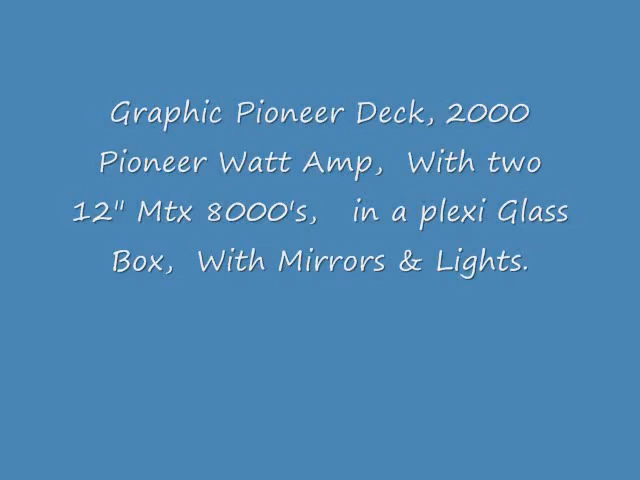 Graphic Pioneer Deck, 2000
Pioneer Watt Amp, With two
12" Mtx 8000's, in a plexi Glass
Box, With Mirrors & Lights.